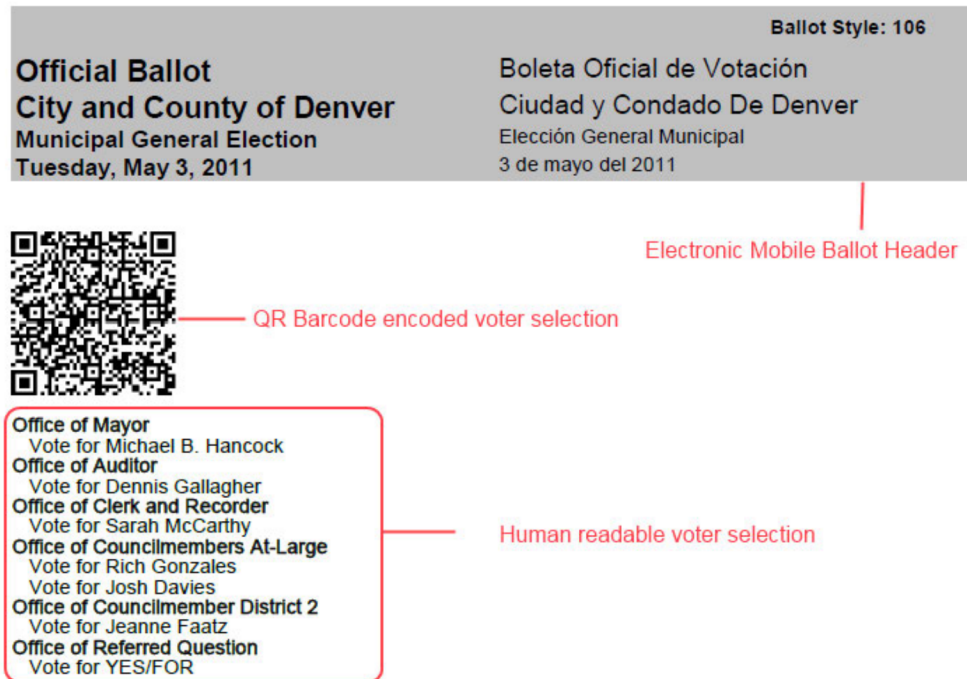 Ballot Style: 106
Official Ballot
City and County of Denver
Municipal General Election
Tuesday, May 3, 2011
Boleta Oficial de Votación
Ciudad y Condado De Denver
Elección General Municipal
3 de mayo del 2011
Electronic Mobile Ballot Header
QR Barcode encoded voter selection
Office of Mayor
Vote for Michael B. Hancock
Office of Auditor
Vote for Dennis Gallagher
Office of Clerk and Recorder
Vote for Sarah McCarthy
Office of Councilmembers At-Large
Vote for Rich Gonzales
Vote for Josh Davies
Office of Councilmember District 2
Vote for Jeanne Faatz
Office of Referred Question
Vote for YES/FOR
Human readable voter selection